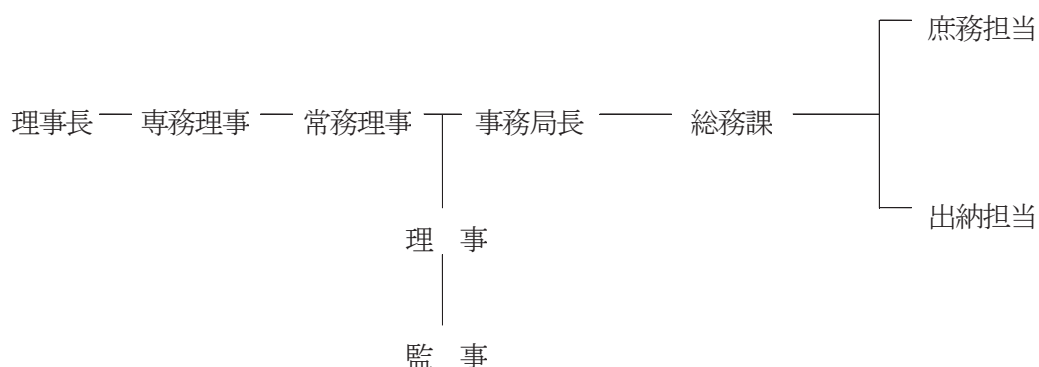 庶務担当
理事長 専務理事 常務理事 事務局長 総務課
出納担当
理　事
監　事